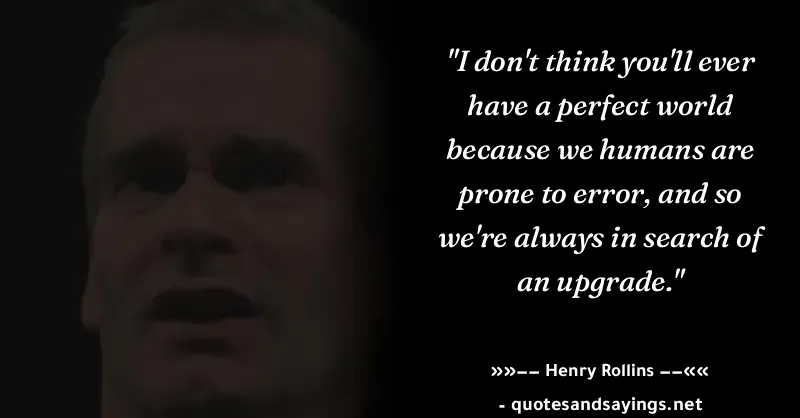 "I don't think you'll ever
have a perfect world
because we humans are
prone to error, and so
we're always in search of
an upgrade."
»»–– Henry Rollins ––««
- quotesandsayings.net